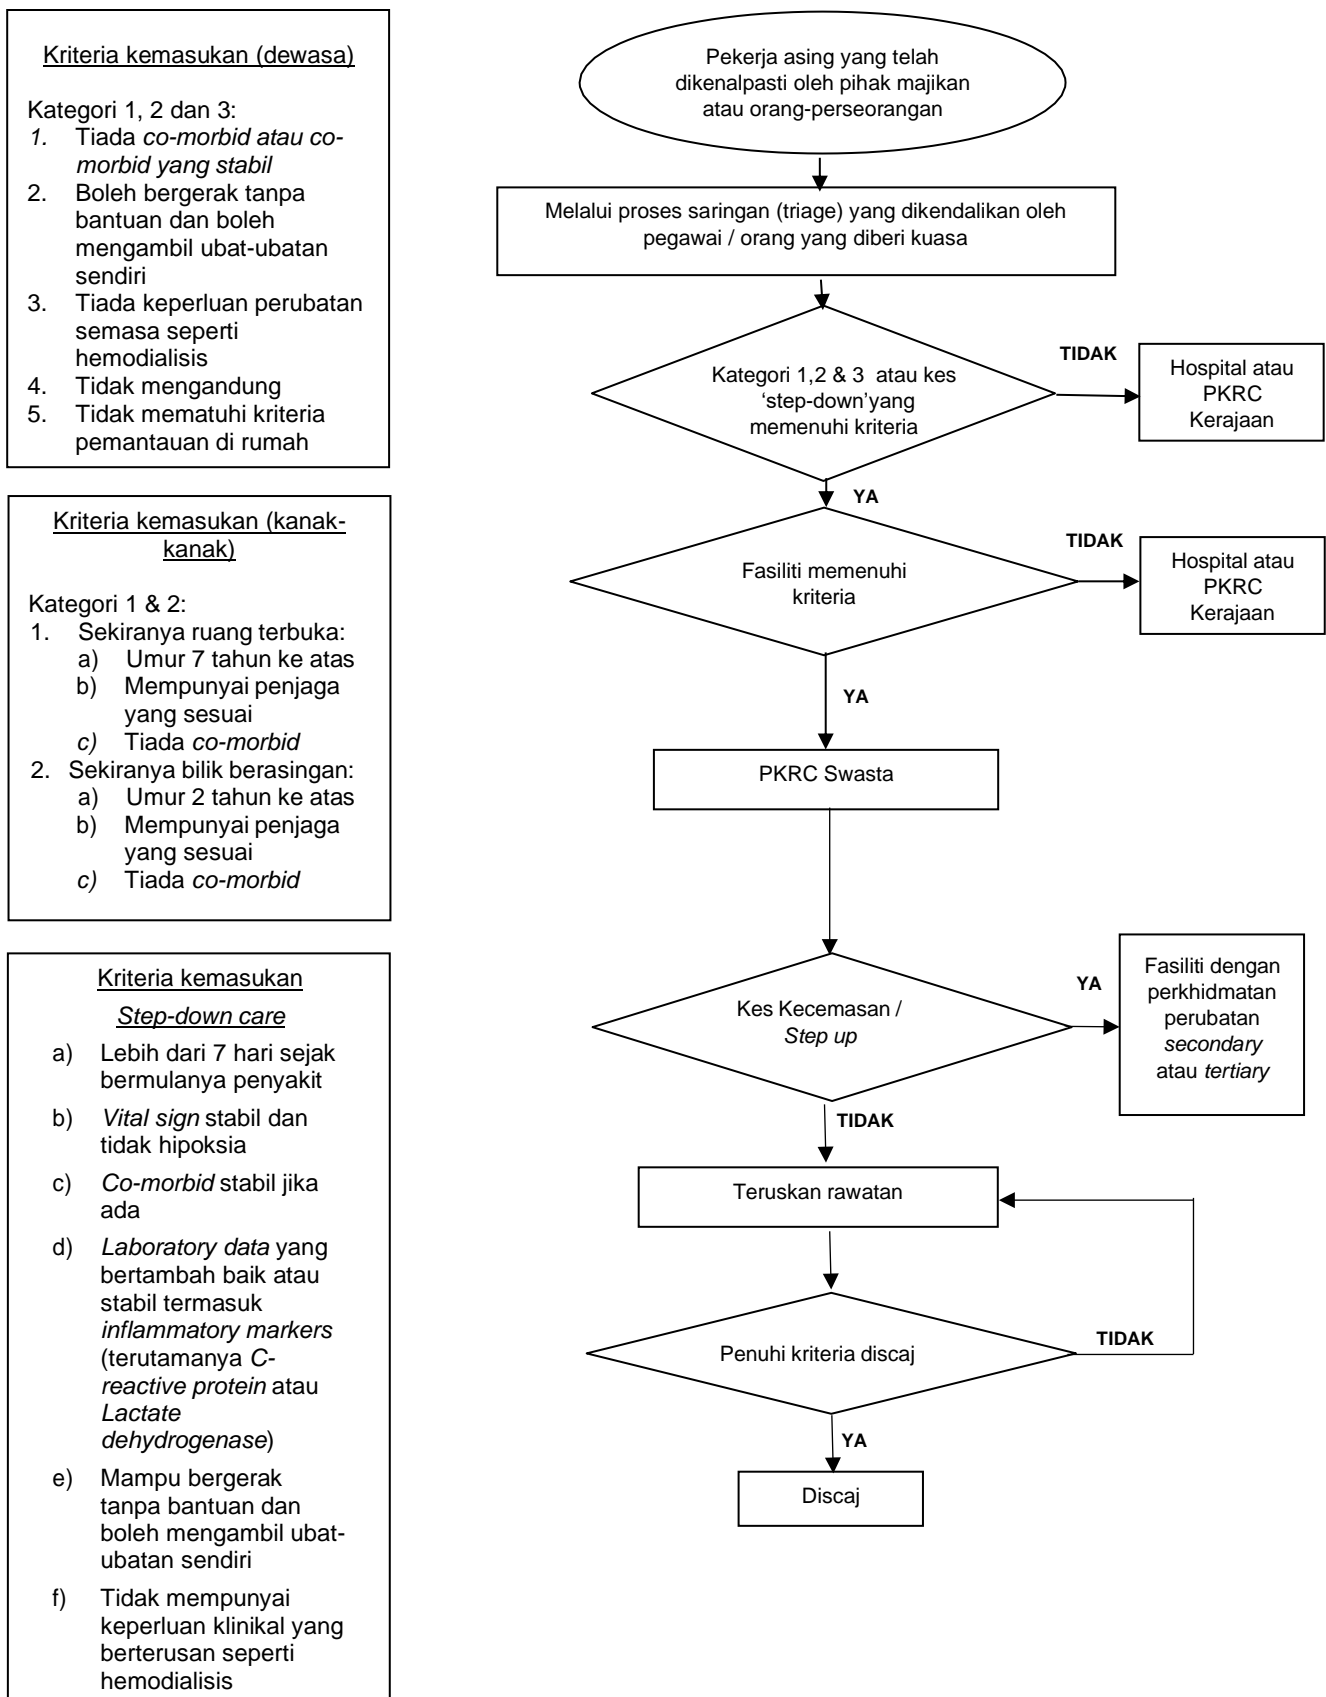 Kriteria kemasukan (dewasa)
Kategori 1, 2 dan 3:
1. Tiada co-morbid atau co-
morbid yang stabil
2. Boleh bergerak tanpa
bantuan dan boleh
mengambil ubat-ubatan
sendiri
3. Tiada keperluan perubatan
semasa seperti
hemodialisis
4. Tidak mengandung
5. Tidak mematuhi kriteria
pemantauan di rumah
Kriteria kemasukan (kanak-
kanak)
Kategori 1 & 2:
1. Sekiranya ruang terbuka:
a) Umur 7 tahun ke atas
b) Mempunyai penjaga
yang sesuai
c) Tiada co-morbid
2. Sekiranya bilik berasingan:
a) Umur 2 tahun ke atas
b) Mempunyai penjaga
yang sesuai
c) Tiada co-morbid
Kriteria kemasukan
Step-down care
a) Lebih dari 7 hari sejak
bermulanya penyakit
b) Vital sign stabil dan
tidak hipoksia
c) Co-morbid stabil jika
ada
d) Laboratory data yang
bertambah baik atau
stabil termasuk
inflammatory markers
(terutamanya C-
reactive protein atau
Lactate
dehydrogenase)
e) Mampu bergerak
tanpa bantuan dan
boleh mengambil ubat-
ubatan sendiri
f) Tidak mempunyai
keperluan klinikal yang
berterusan seperti
hemodialisis
Pekerja asing yang telah
dikenalpasti oleh pihak majikan
atau orang-perseorangan
Melalui proses saringan (triage) yang dikendalikan oleh
pegawai / orang yang diberi kuasa
Kategori 1,2 & 3 atau kes
‘step-down’yang
memenuhi kriteria
TIDAK
Hospital atau
PKRC
Kerajaan
YA
Fasiliti memenuhi
kriteria
TIDAK
Hospital atau
PKRC
Kerajaan
YA
PKRC Swasta
Kes Kecemasan /
Step up
YA
Fasiliti dengan
perkhidmatan
perubatan
secondary
atau tertiary
TIDAK
Teruskan rawatan
Penuhi kriteria discaj
TIDAK
YA
Discaj